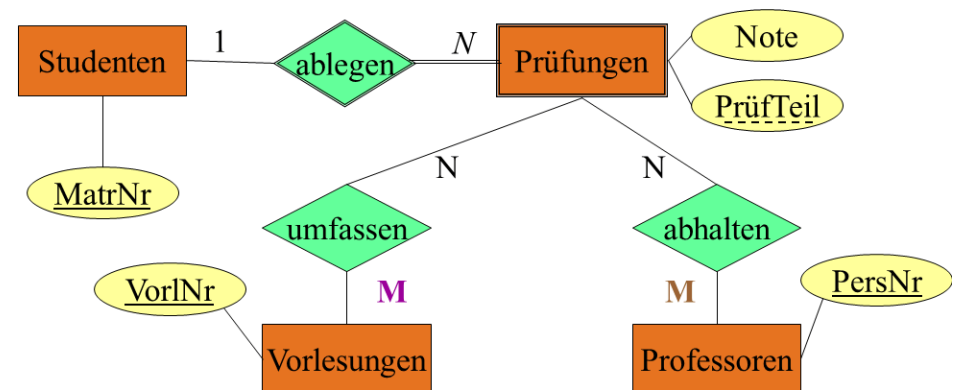 Studenten
1
ablegen
N
Prüfungen
Note
PrüfTeil
MatrNr
N
N
umfassen
abhalten
VorlNr
M
M
PersNr
Vorlesungen
Professoren